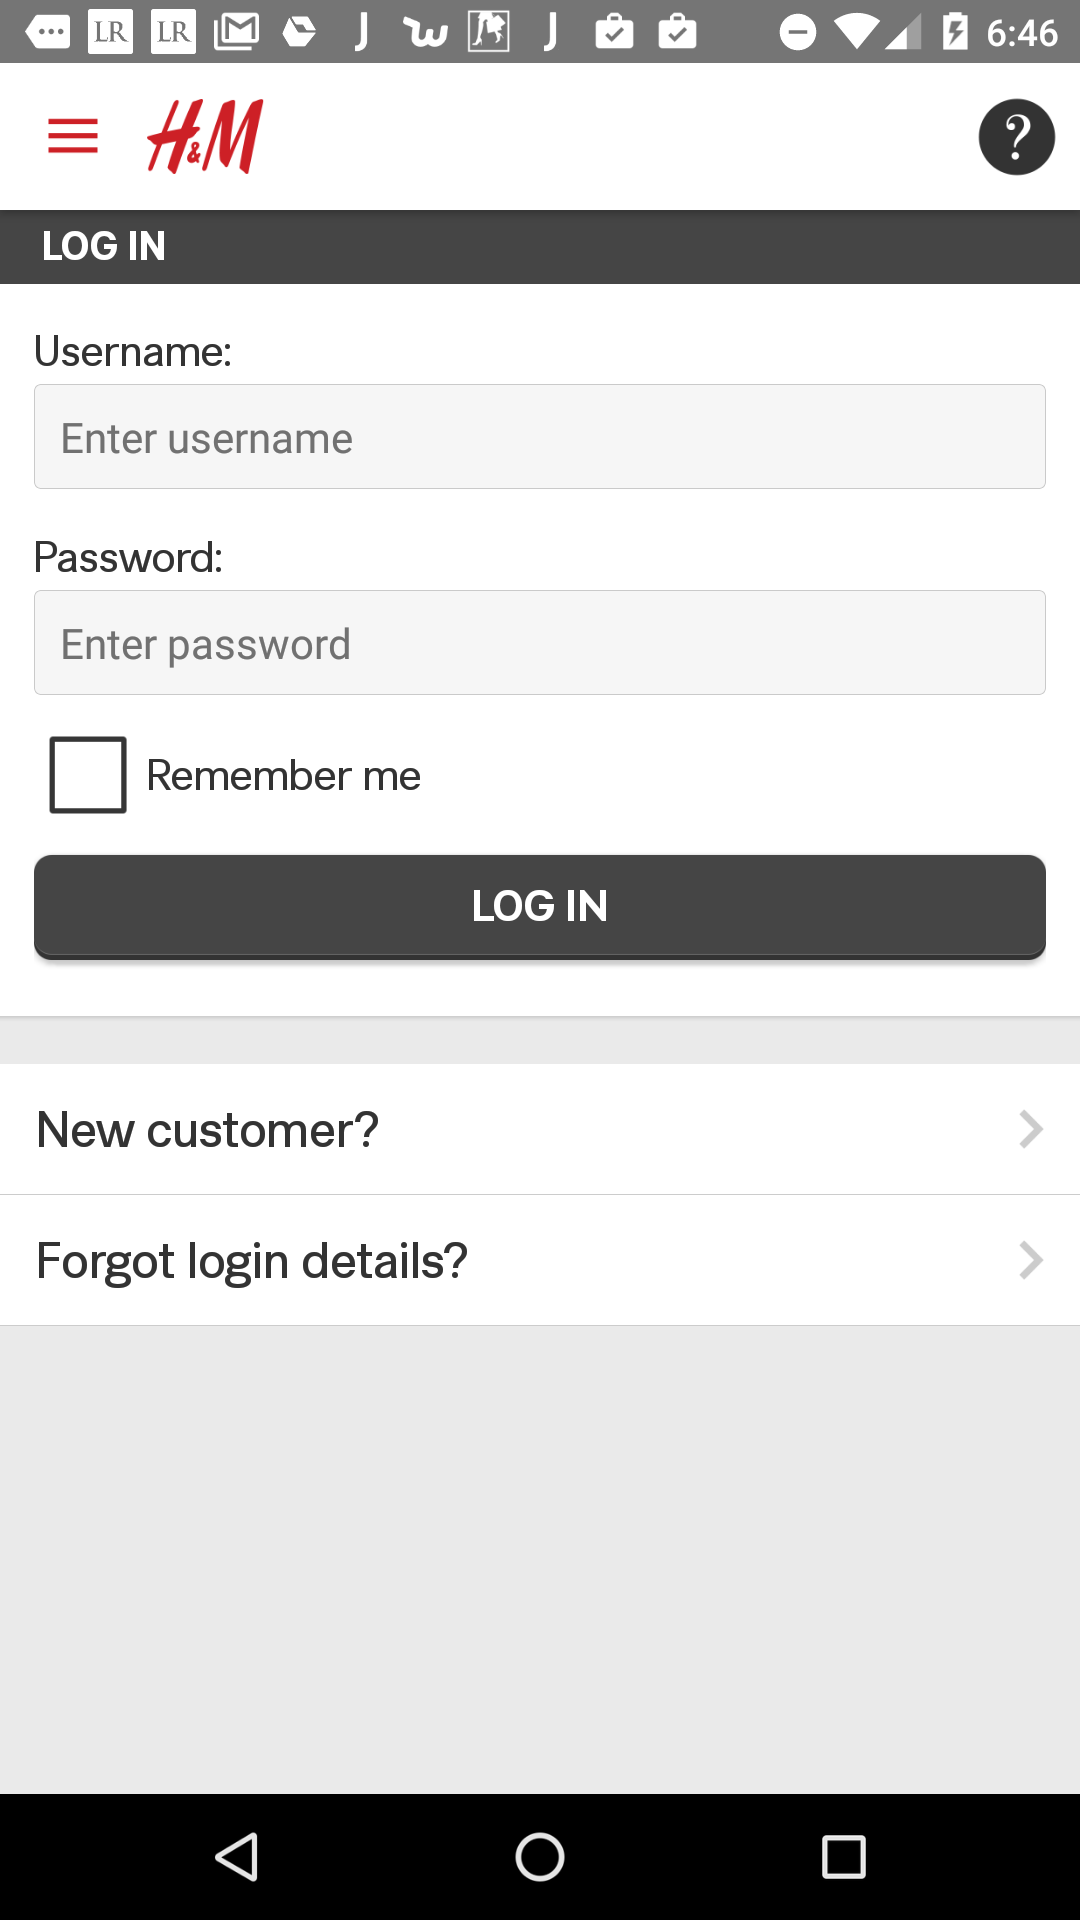 LR LR J J 6:46
H&M ?
LOG IN
Username:
Enter username
Password:
Enter password
Remember me
LOG IN
New customer?
Forgot login details?